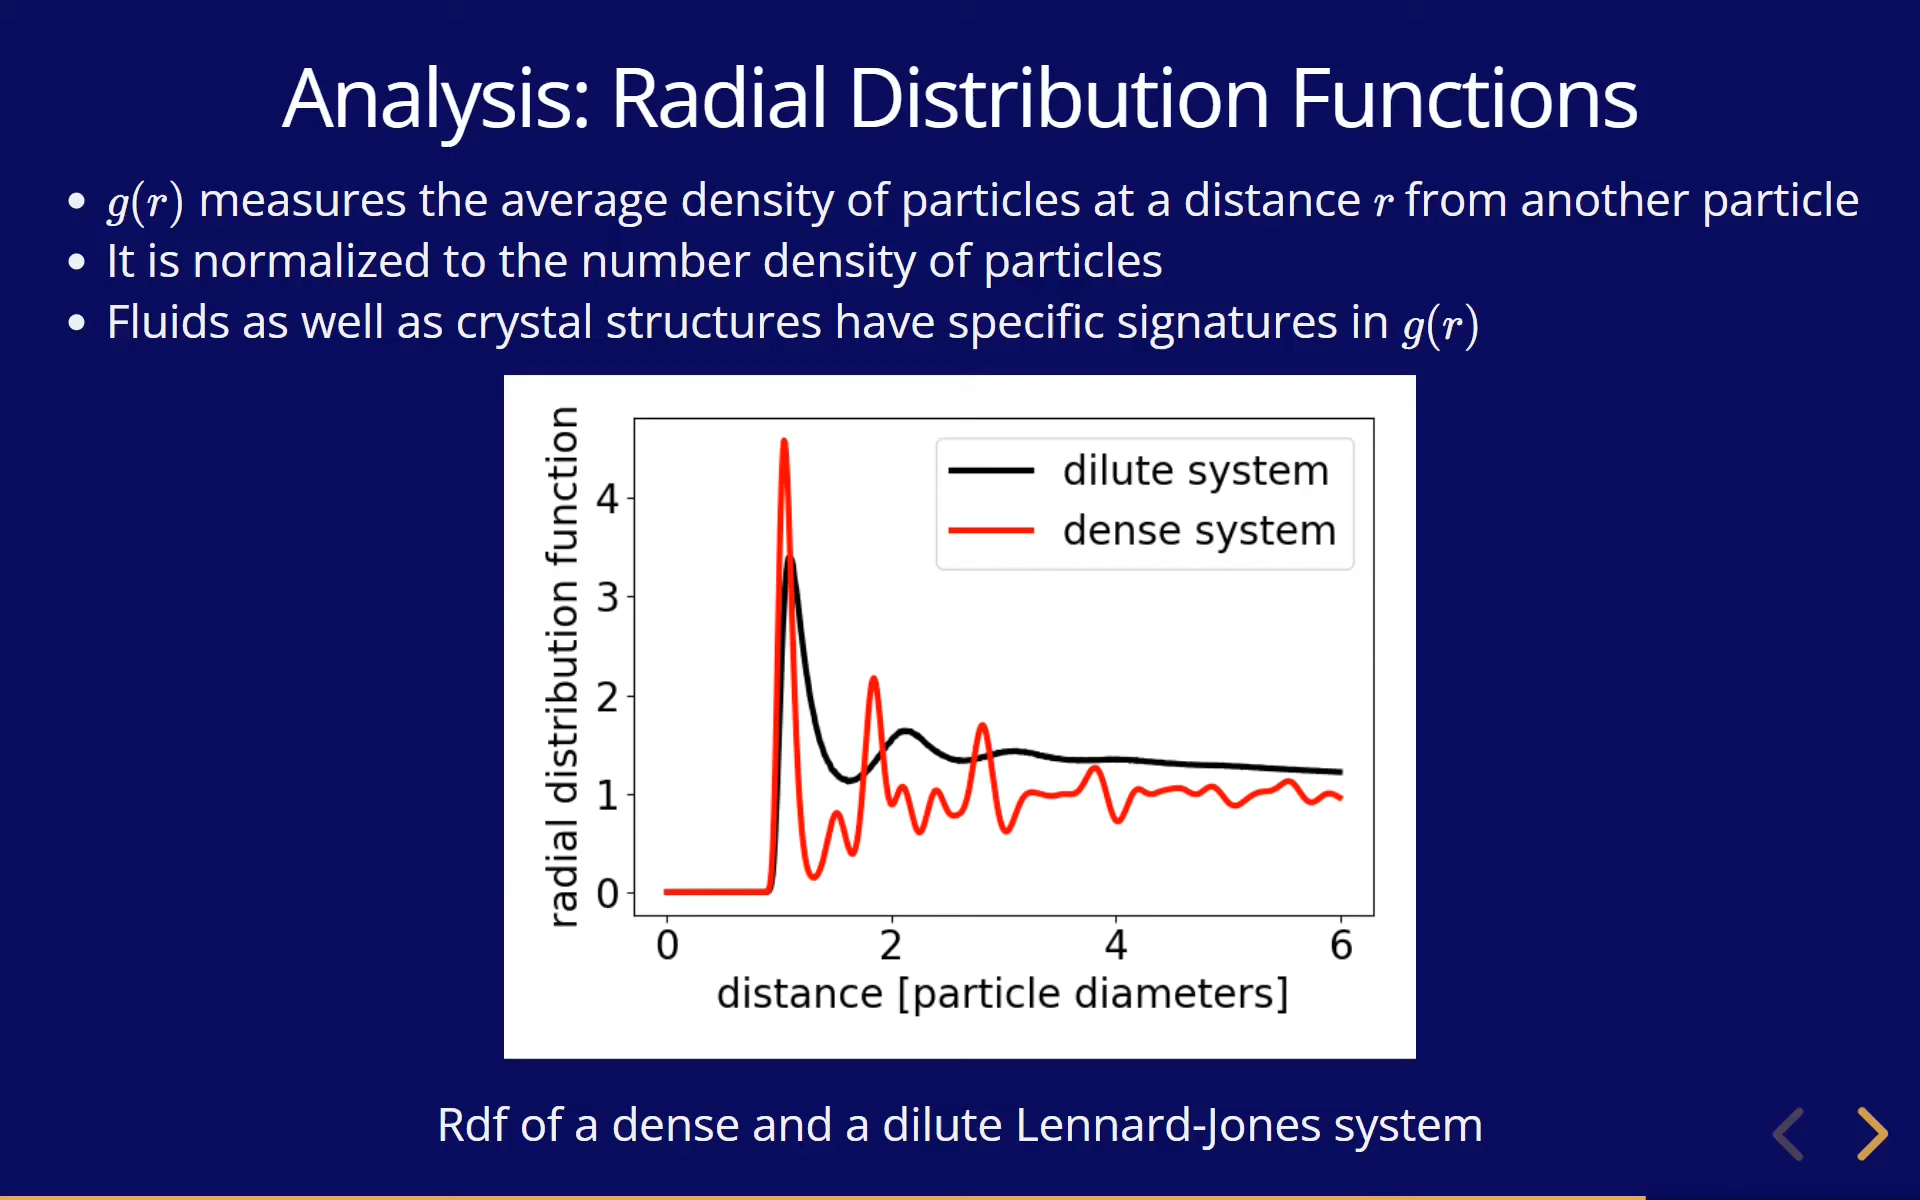 Analysis: Radial Distribution Functions
g(r) measures the average density of particles at a distance r from another particle
It is normalized to the number density of particles
Fluids as well as crystal structures have specific signatures in g(r)
radial distribution function
4
3
2
1
0
dilute system
dense system
0 2 4 6
distance [particle diameters]
Rdf of a dense and a dilute Lennard-Jones system